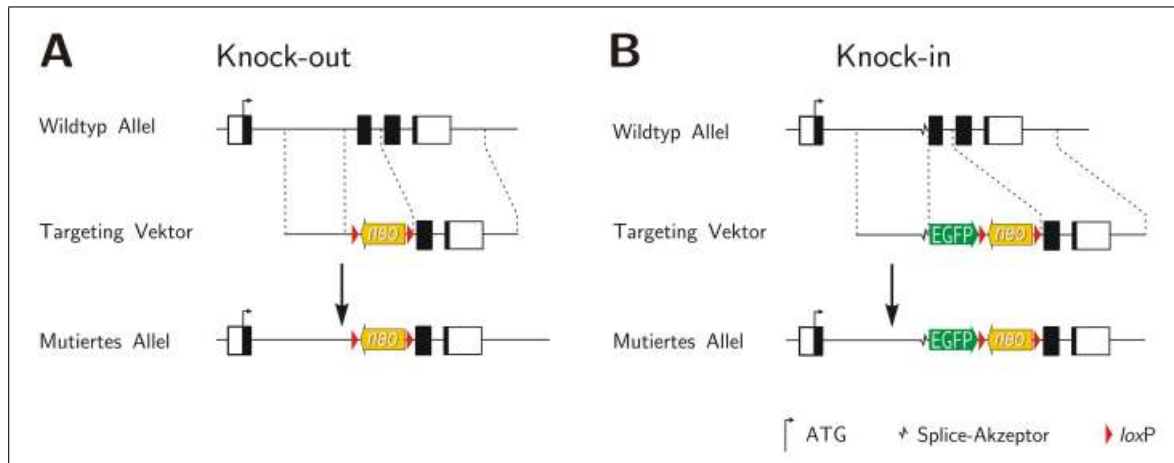 A
Knock-out
Wildtyp Allel
Targeting Vektor
neo
Mutiertes Allel
neo
B
Knock-in
Wildtyp Allel
Targeting Vektor
EGFP neo
Mutiertes Allel
EGFP neo
ATG Splice-Akzeptor loxP